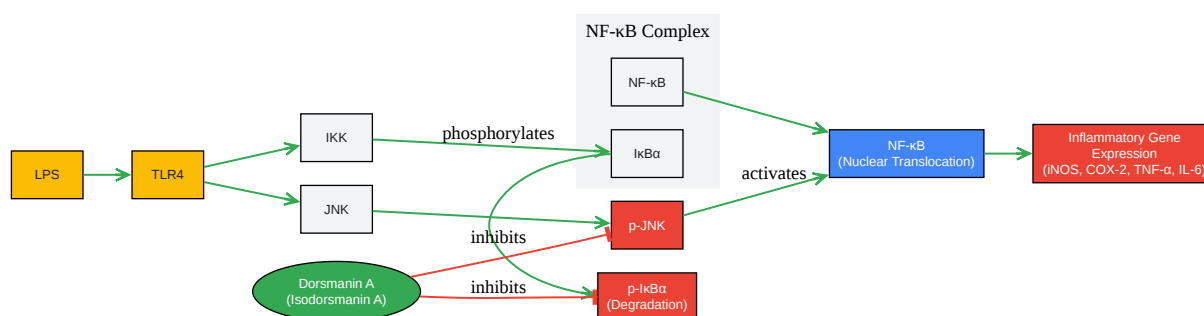 NF-κB Complex
NF-κB
IKK
phosphorylates
IκBα
NF-κB
(Nuclear Translocation)
Inflammatory Gene
Expression
(iNOS, COX-2, TNF-α, IL-6)
LPS
TLR4
activates
JNK
p-JNK
inhibits
Dorsmanin A
(Isodorsmanin A)
inhibits
p-IκBα
(Degradation)